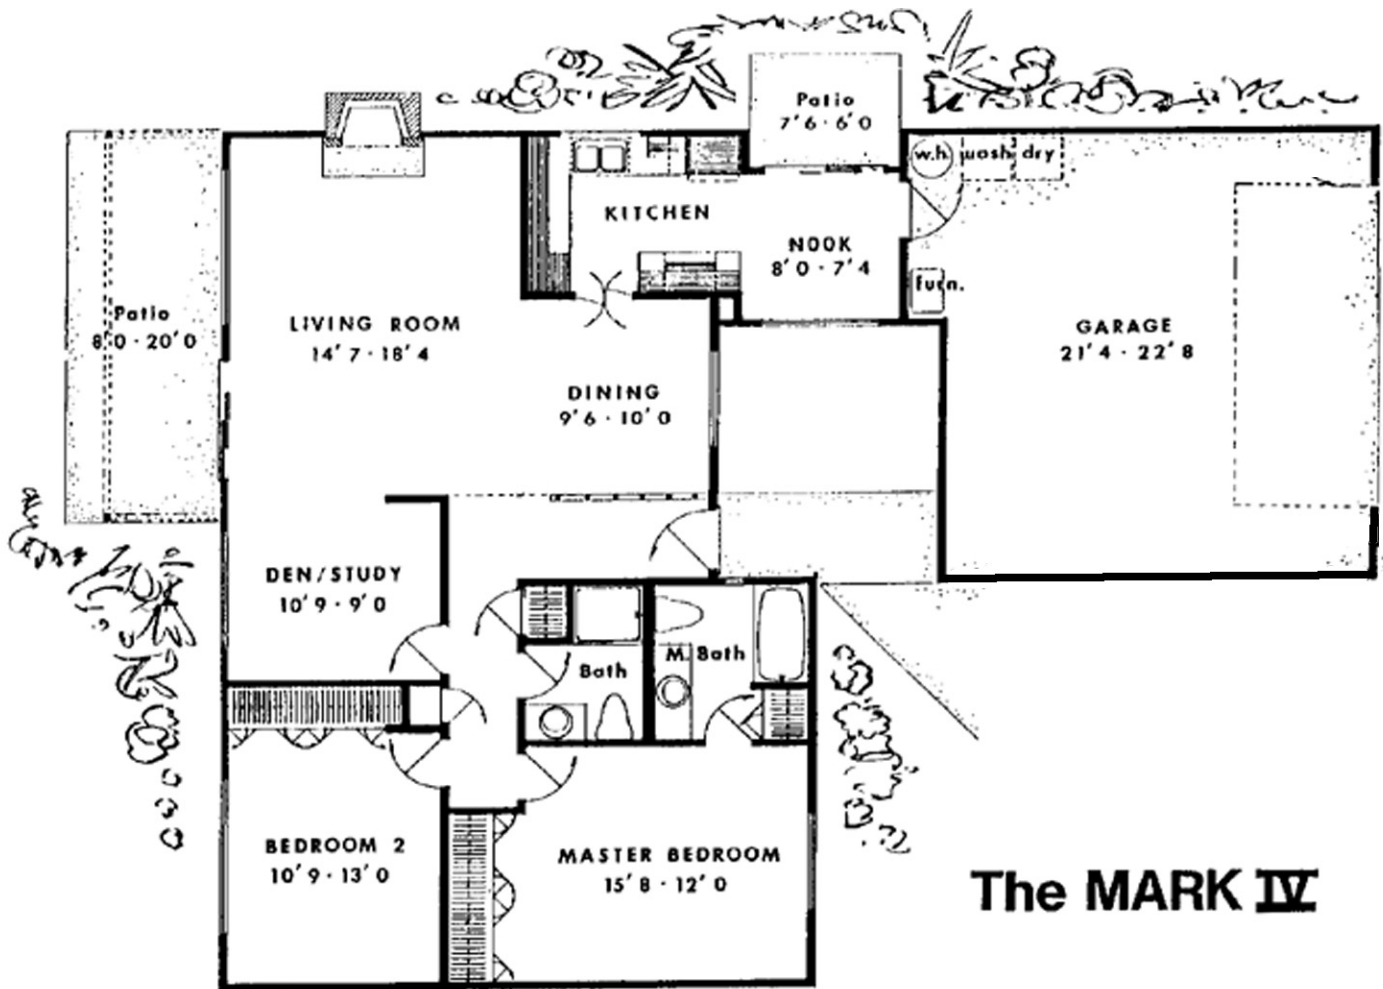 Patio
7'6 · 6'0
w.h.
wash
dry
KITCHEN
NOOK
8'0 · 7'4
furn.
Patio
8'0 · 20'0
LIVING ROOM
14'7 · 18'4
GARAGE
21'4 · 22'8
DINING
9'6 · 10'0
DEN/STUDY
10'9 · 9'0
Bath
M. Bath
BEDROOM 2
10'9 · 13'0
MASTER BEDROOM
15'8 · 12'0
The MARK IV